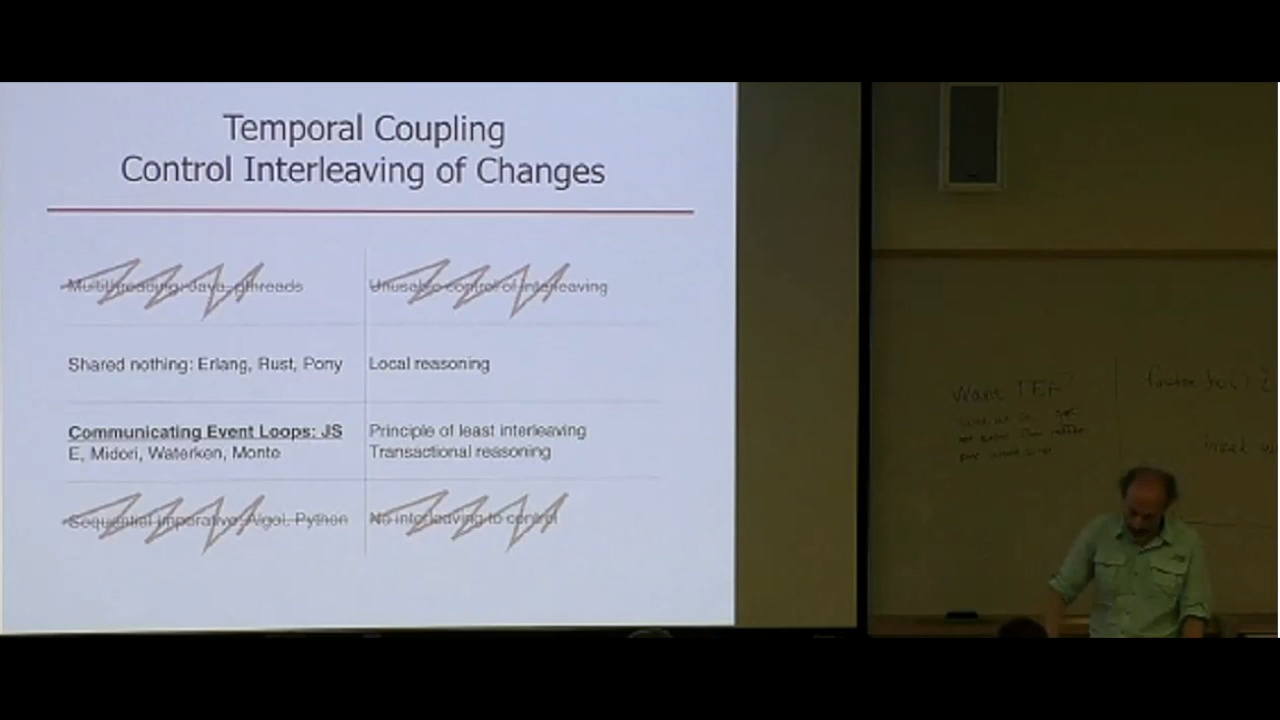 Temporal Coupling
Control Interleaving of Changes
Multithreading: Java, pthreads
Unusable control of interleaving
Shared nothing: Erlang, Rust, Pony
Local reasoning
Communicating Event Loops: JS
E, Midori, Waterken, Monte
Principle of least interleaving
Transactional reasoning
Sequential imperative: Algol, Python
No interleaving to control
Want TEF?